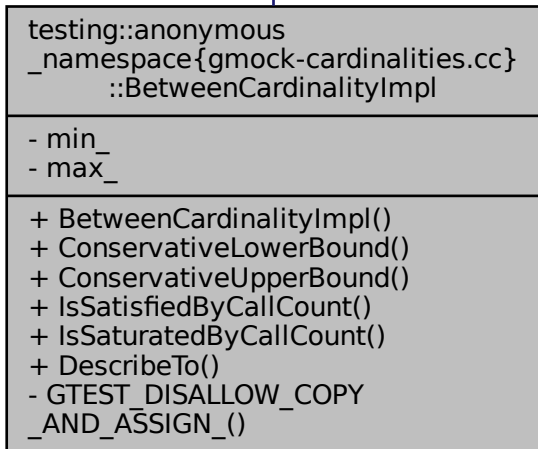 testing::anonymous
_namespace{gmock-cardinalities.cc}
::BetweenCardinalityImpl
- min_
- max_
+ BetweenCardinalityImpl()
+ ConservativeLowerBound()
+ ConservativeUpperBound()
+ IsSatisfiedByCallCount()
+ IsSaturatedByCallCount()
+ DescribeTo()
- GTEST_DISALLOW_COPY
_AND_ASSIGN_()